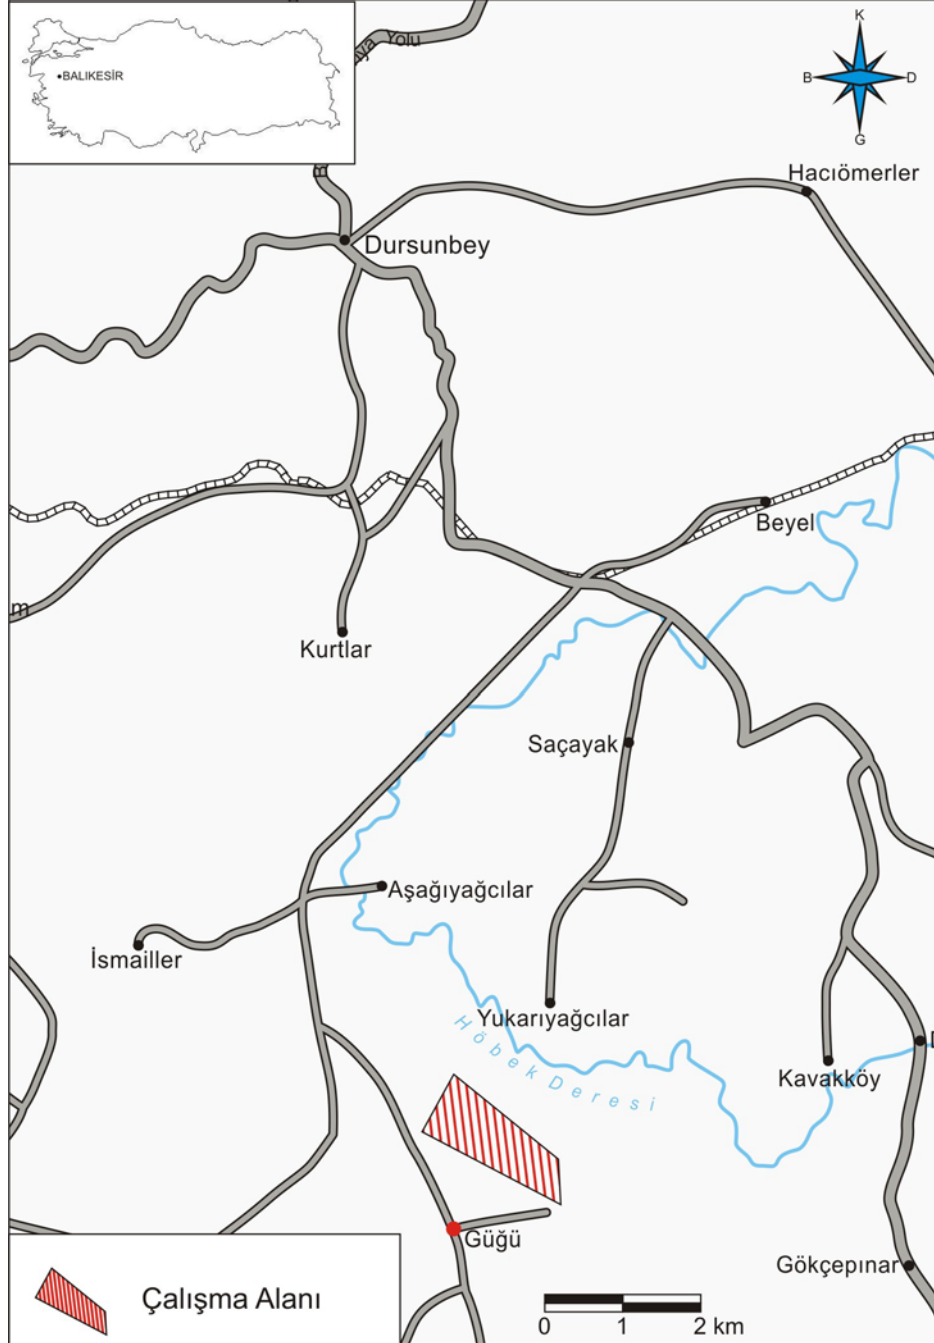 BALIKESİR
Yolu
K
B
D
G
Hacıömerler
Dursunbey
Beyel
m
Kurtlar
Saçayak
Aşağıyağcılar
İsmailler
Yukarıyağcılar
Höbek Deresi
Kavakköy
Güğü
Gökçepınar
Çalışma Alanı
0 1 2 km